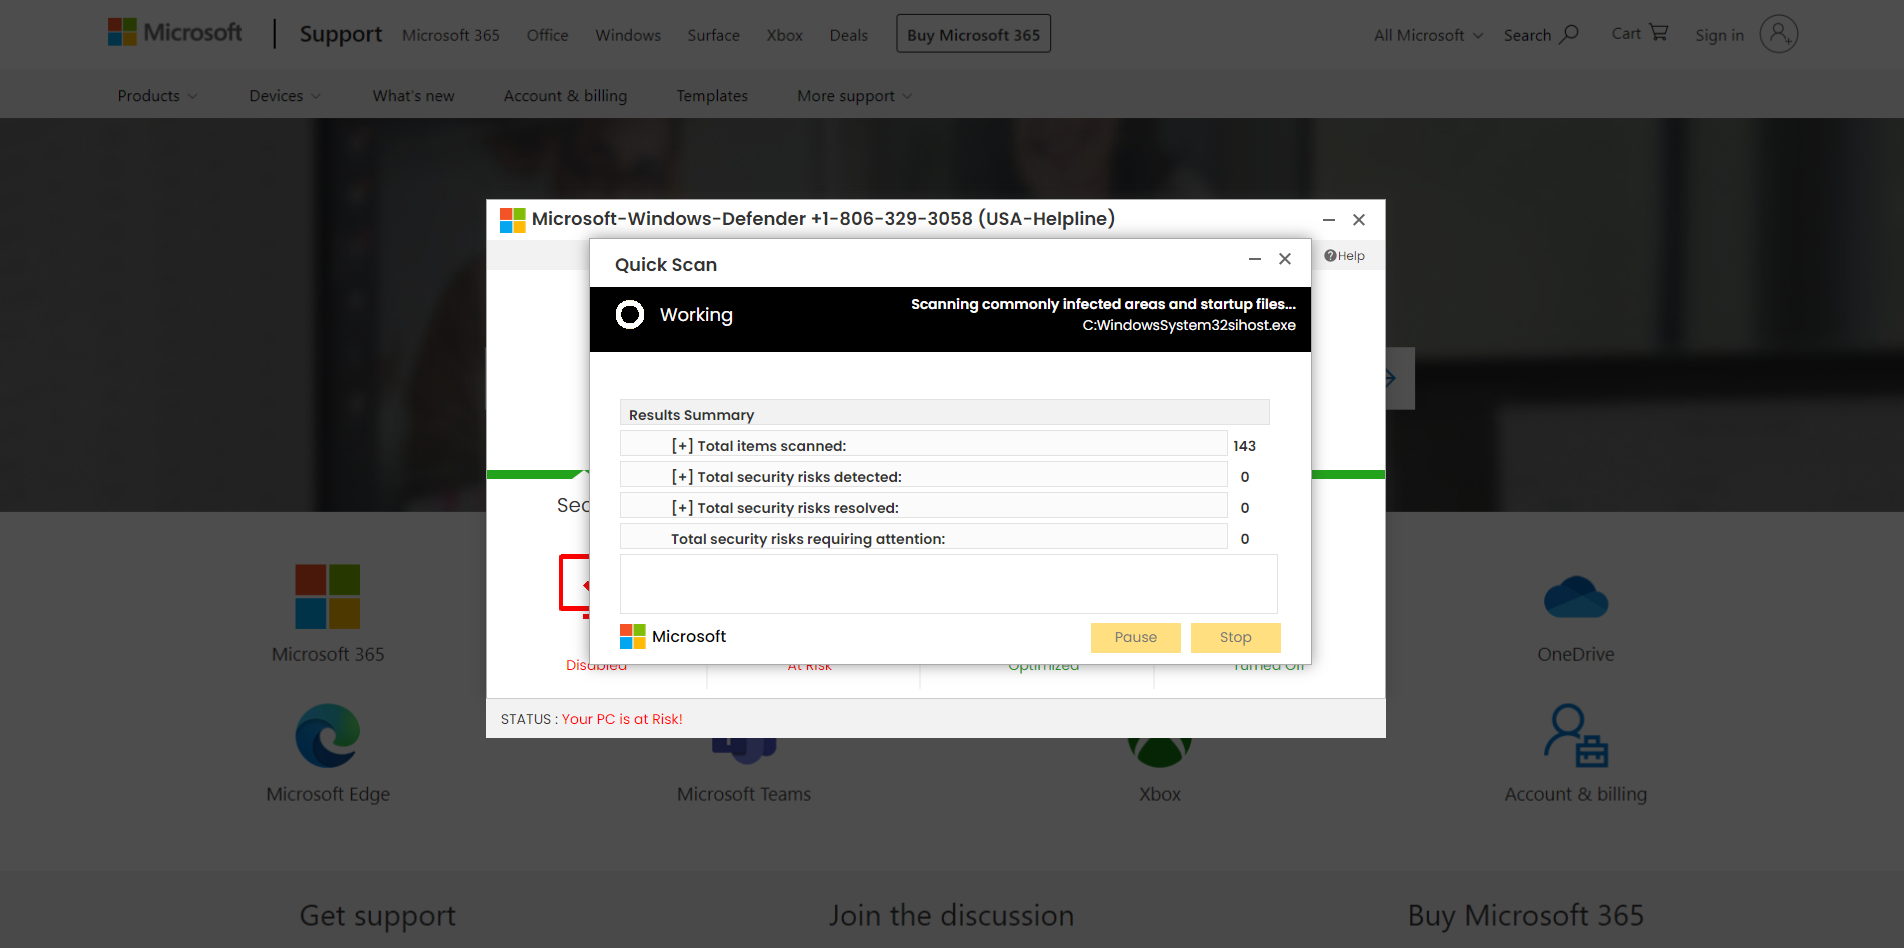 Microsoft
Support
Microsoft 365
Office
Windows
Surface
Xbox
Deals
Buy Microsoft 365
All Microsoft
Search
Cart
Sign in
Products
Devices
What's new
Account & billing
Templates
More support
Microsoft-Windows-Defender +1-806-329-3058 (USA-Helpline)
Help
Quick Scan
Working
Scanning commonly infected areas and startup files...
C:WindowsSystem32sihost.exe
Results Summary
[+] Total items scanned: 143
[+] Total security risks detected: 0
[+] Total security risks resolved: 0
Total security risks requiring attention: 0
Microsoft
Pause
Stop
Sec
Disabled
At Risk
Optimized
Turned Off
STATUS : Your PC is at Risk!
Microsoft 365
OneDrive
Microsoft Edge
Microsoft Teams
Xbox
Account & billing
Get support
Join the discussion
Buy Microsoft 365